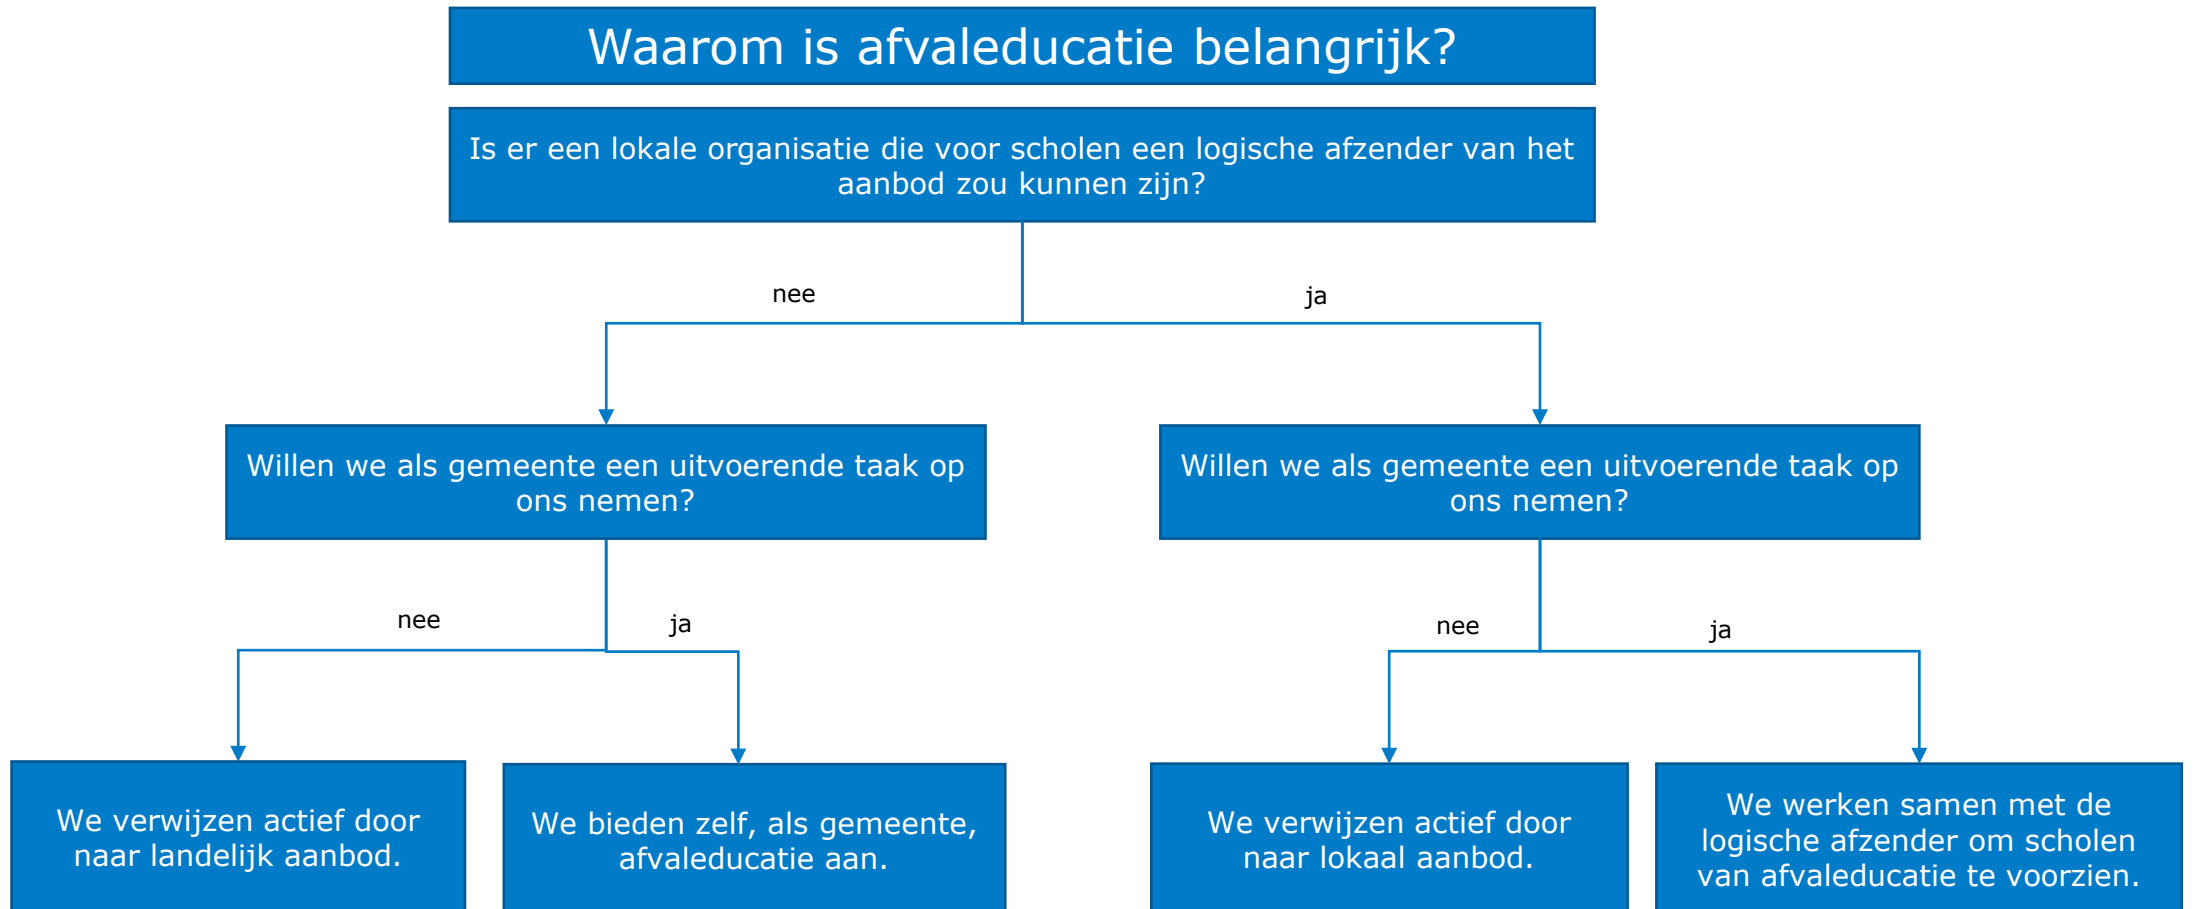 Waarom is afvaleducatie belangrijk?
Is er een lokale organisatie die voor scholen een logische afzender van het
aanbod zou kunnen zijn?
nee
ja
Willen we als gemeente een uitvoerende taak op
ons nemen?
Willen we als gemeente een uitvoerende taak op
ons nemen?
nee
ja
nee
ja
We verwijzen actief door
naar landelijk aanbod.
We bieden zelf, als gemeente,
afvaleducatie aan.
We verwijzen actief door
naar lokaal aanbod.
We werken samen met de
logische afzender om scholen
van afvaleducatie te voorzien.